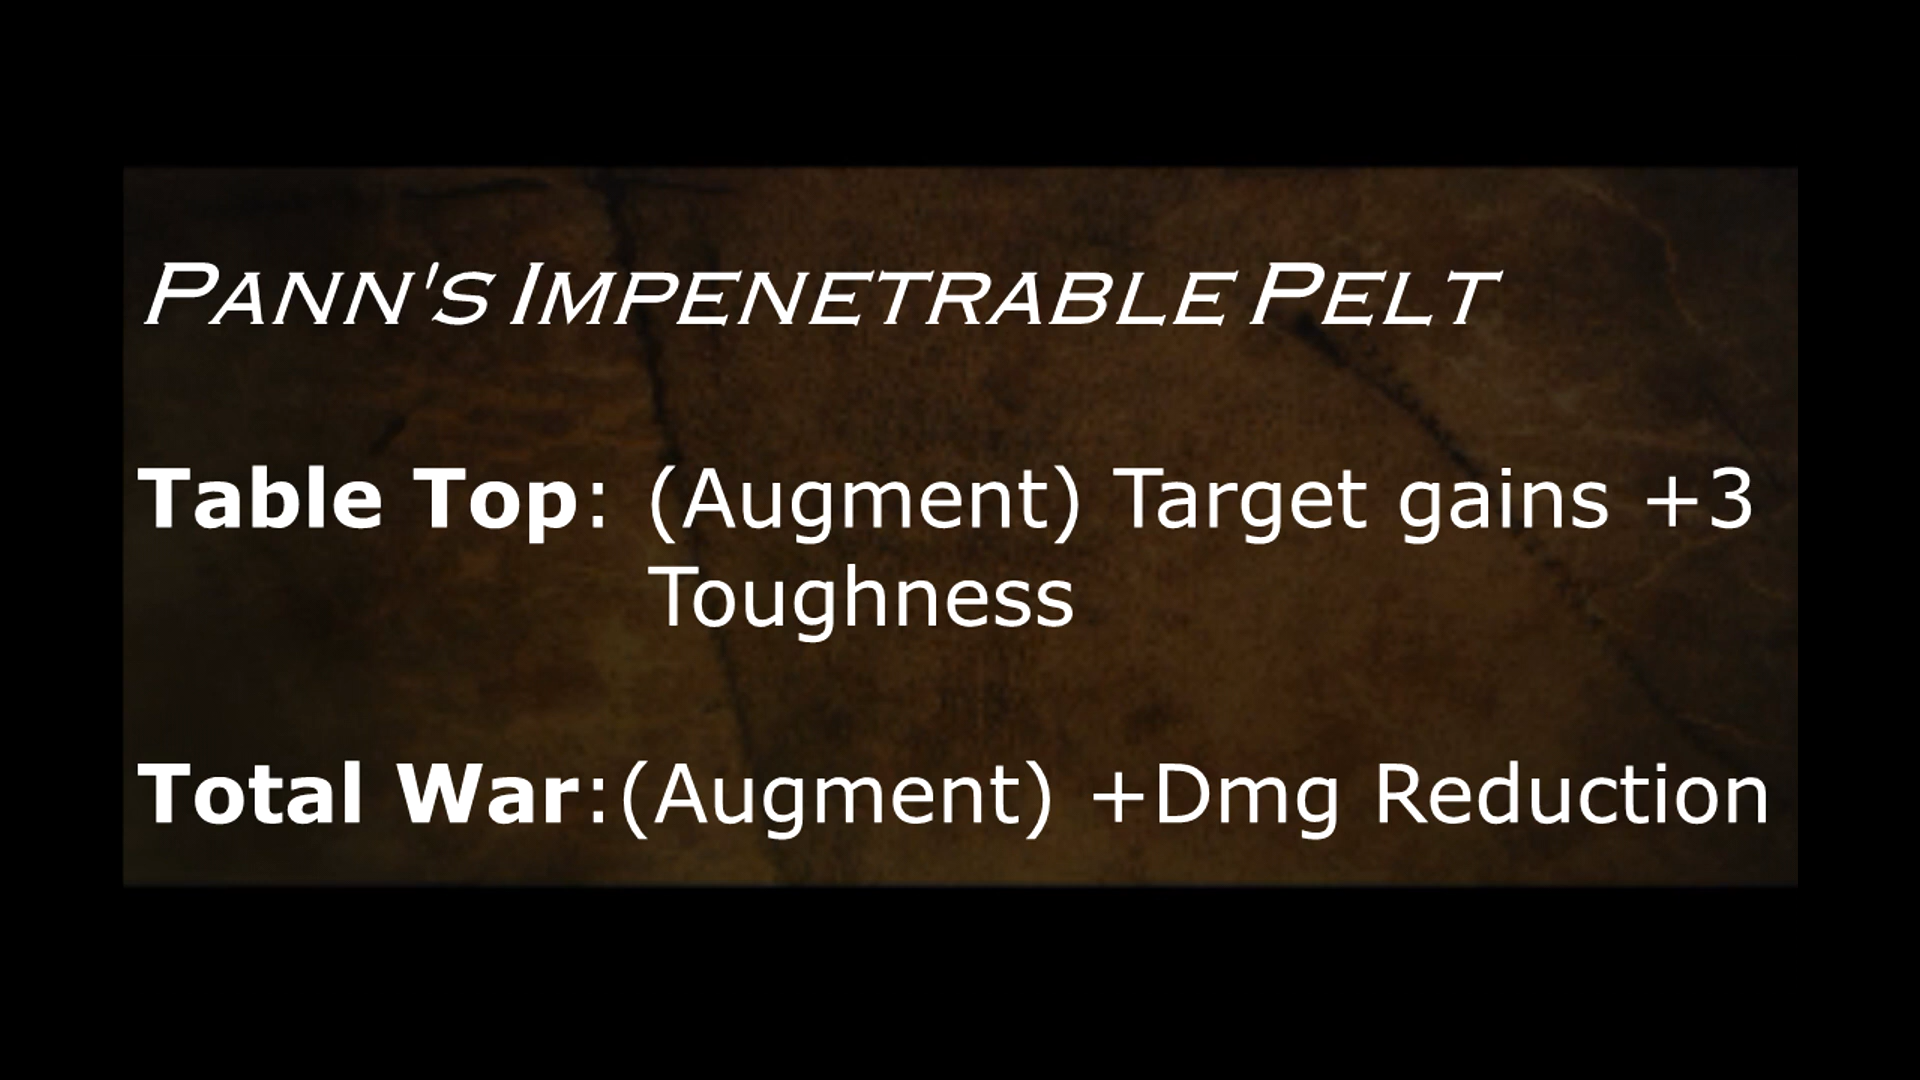 Pann's Impenetrable Pelt
Table Top: (Augment) Target gains +3
Toughness
Total War:(Augment) +Dmg Reduction